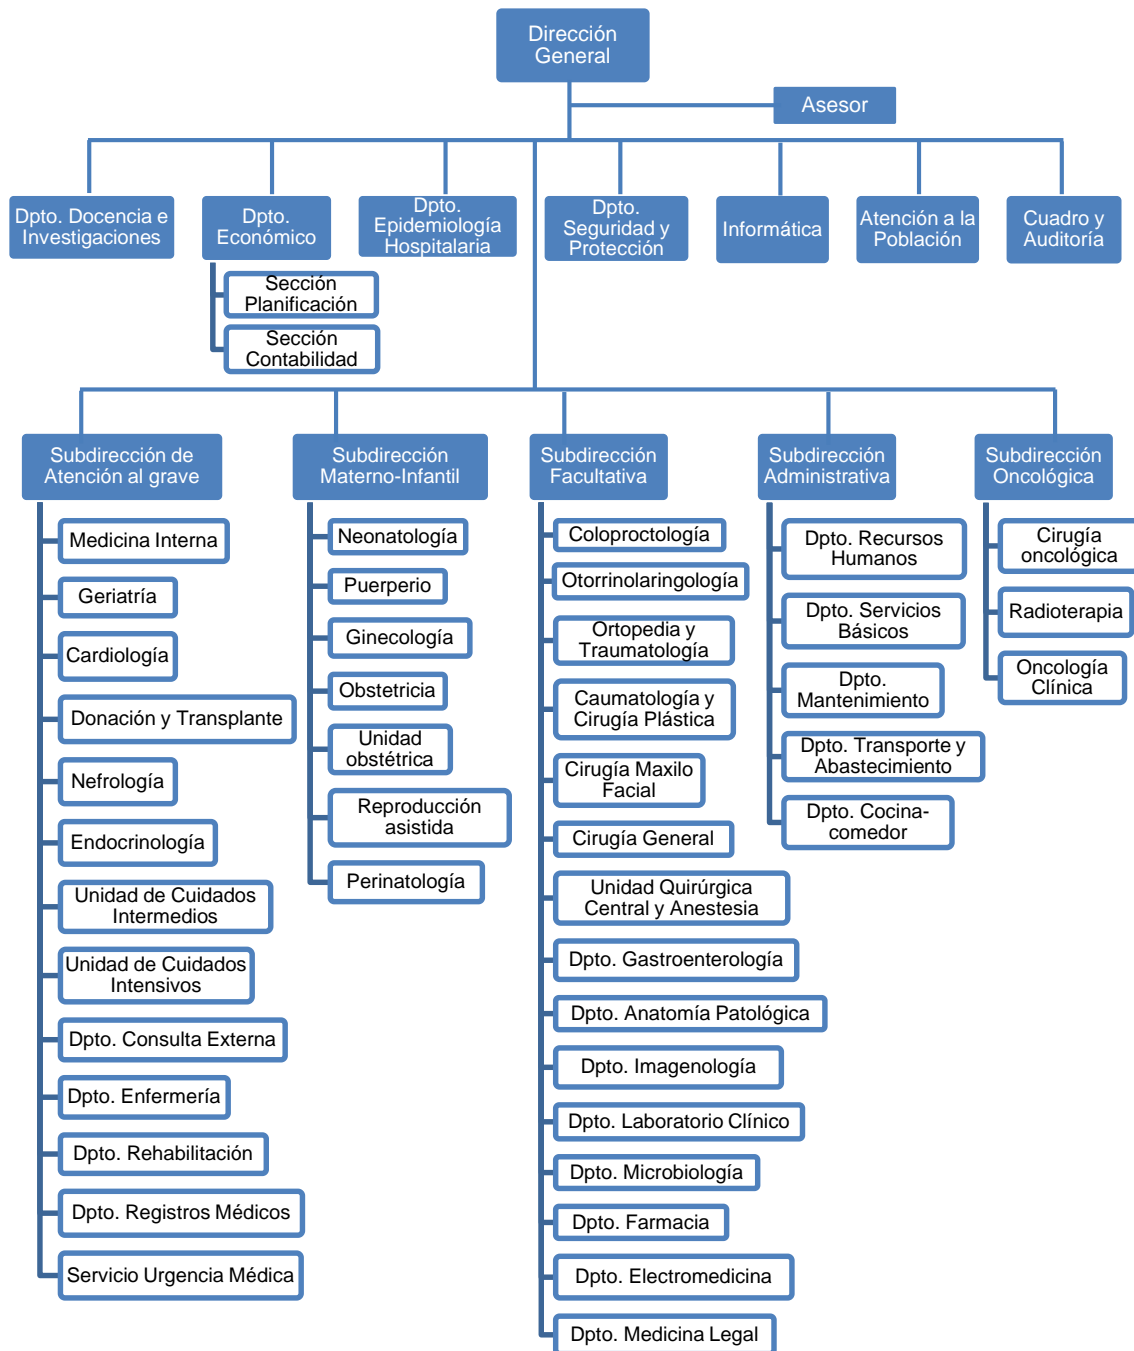 Dirección
General
Asesor
Dpto. Docencia e
Investigaciones
Dpto.
Económico
Dpto.
Epidemiología
Hospitalaria
Dpto.
Seguridad y
Protección
Informática
Atención a la
Población
Cuadro y
Auditoría
Sección
Planificación
Sección
Contabilidad
Subdirección de
Atención al grave
Medicina Interna
Geriatría
Cardiología
Donación y Transplante
Nefrología
Endocrinología
Unidad de Cuidados
Intermedios
Unidad de Cuidados
Intensivos
Dpto. Consulta Externa
Dpto. Enfermería
Dpto. Rehabilitación
Dpto. Registros Médicos
Servicio Urgencia Médica
Subdirección
Materno-Infantil
Neonatología
Puerperio
Ginecología
Obstetricia
Unidad
obstétrica
Reproducción
asistida
Perinatología
Subdirección
Facultativa
Coloproctología
Otorrinolaringología
Ortopedia y
Traumatología
Caumatología y
Cirugía Plástica
Cirugía Maxilo
Facial
Cirugía General
Unidad Quirúrgica
Central y Anestesia
Dpto. Gastroenterología
Dpto. Anatomía Patológica
Dpto. Imagenología
Dpto. Laboratorio Clínico
Dpto. Microbiología
Dpto. Farmacia
Dpto. Electromedicina
Dpto. Medicina Legal
Subdirección
Administrativa
Dpto. Recursos
Humanos
Dpto. Servicios
Básicos
Dpto.
Mantenimiento
Dpto. Transporte y
Abastecimiento
Dpto. Cocina-
comedor
Subdirección
Oncológica
Cirugía
oncológica
Radioterapia
Oncología
Clínica